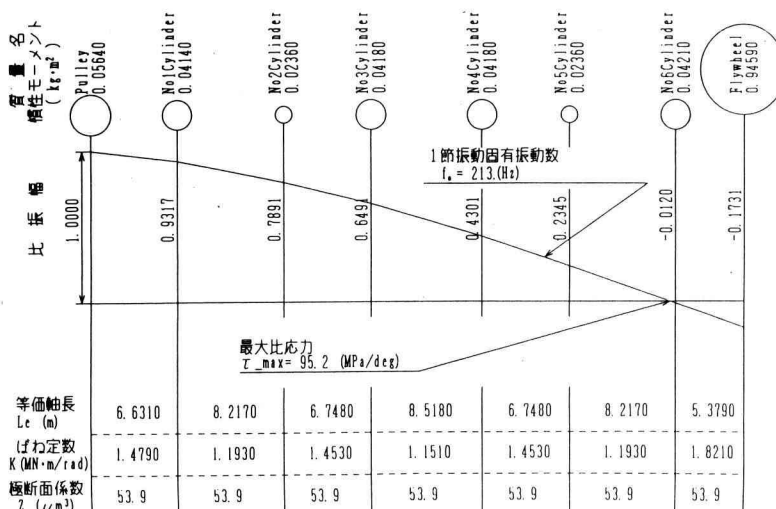 質量名
慣性モーメント
(kg·m²)
Pulley
0.05640
No1Cylinder
0.04140
No2Cylinder
0.02360
No3Cylinder
0.04180
No4Cylinder
0.04180
No5Cylinder
0.02360
No6Cylinder
0.04210
Flywheel
0.94590
比振幅
1.0000
0.9317
0.7891
0.6491
0.4301
0.2345
-0.0120
-0.1731
1節振動固有振動数
= 213.(Hz)
最大比応力
τ_max= 95.2 (MPa/deg)
等価軸長 Le (m) 6.6310 8.2170 6.7480 8.5180 6.7480 8.2170 5.3790
ばね定数 K(MN·m/rad) 1.4790 1.1930 1.4530 1.1510 1.4530 1.1930 1.8210
極断面係数 53.9 53.9 53.9 53.9 53.9 53.9 53.9